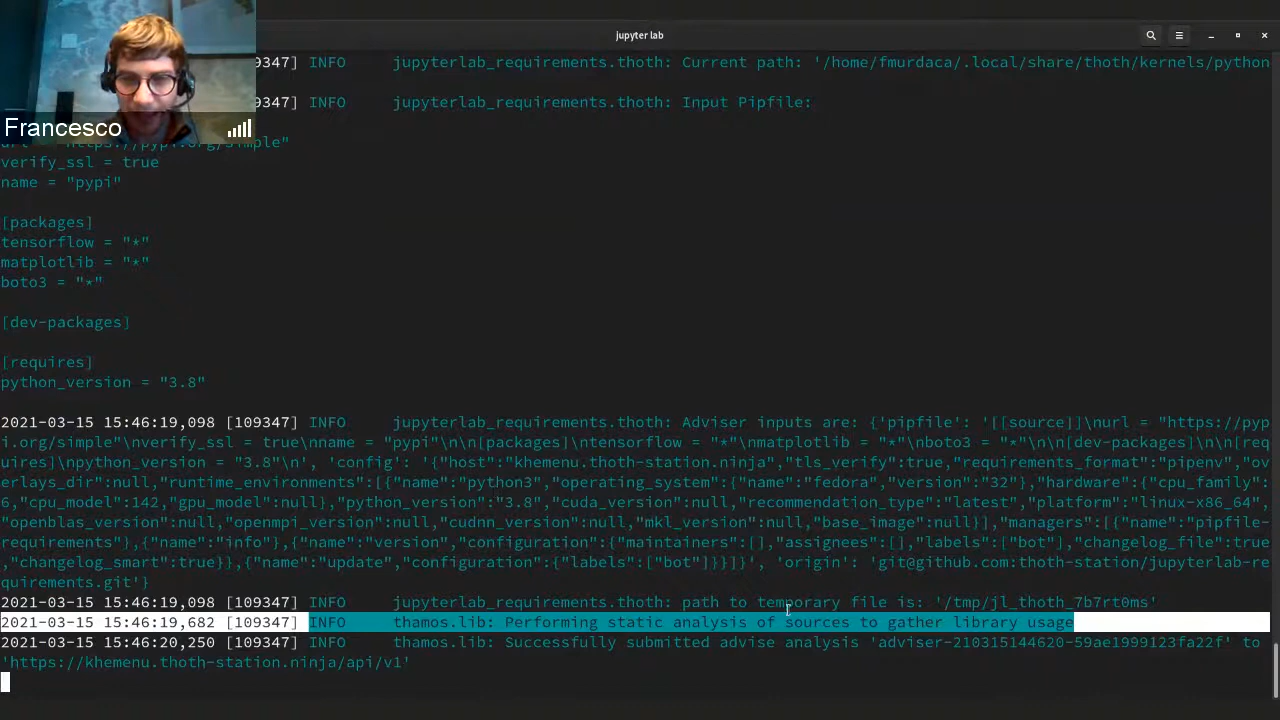 jupyter lab
109347] INFO     jupyterlab_requirements.thoth: Current path: '/home/fmurdaca/.local/share/thoth/kernels/python
109347] INFO     jupyterlab_requirements.thoth: Input Pipfile:
Francesco
url = "https://pypi.org/simple"
verify_ssl = true
name = "pypi"
[packages]
tensorflow = "*"
matplotlib = "*"
boto3 = "*"
[dev-packages]
[requires]
python_version = "3.8"
2021-03-15 15:46:19,098 [109347] INFO     jupyterlab_requirements.thoth: Adviser inputs are: {'pipfile': '[[source]]\nurl = "https://pyp
i.org/simple"\nverify_ssl = true\nname = "pypi"\n\n[packages]\ntensorflow = "*"\nmatplotlib = "*"\nboto3 = "*"\n\n[dev-packages]\n\n[req
uires]\npython_version = "3.8"\n', 'config': '{"host":"khemenu.thoth-station.ninja","tls_verify":true,"requirements_format":"pipenv","ov
erlays_dir":null,"runtime_environments":[{"name":"python3","operating_system":{"name":"fedora","version":"32"},"hardware":{"cpu_family":
6,"cpu_model":142,"gpu_model":null},"python_version":"3.8","cuda_version":null,"recommendation_type":"latest","platform":"linux-x86_64",
"openblas_version":null,"openmpi_version":null,"cudnn_version":null,"mkl_version":null,"base_image":null}],"managers":[{"name":"pipfile-
requirements"},{"name":"info"},{"name":"version","configuration":{"maintainers":[],"assignees":[],"labels":["bot"],"changelog_file":true
,"changelog_smart":true}},{"name":"update","configuration":{"labels":["bot"]}}]}', 'origin': 'git@github.com:thoth-station/jupyterlab-re
quirements.git'}
2021-03-15 15:46:19,098 [109347] INFO     jupyterlab_requirements.thoth: path to temporary file is: '/tmp/jl_thoth_7b7rt0ms'
2021-03-15 15:46:19,682 [109347] INFO     thamos.lib: Performing static analysis of sources to gather library usage
2021-03-15 15:46:20,250 [109347] INFO     thamos.lib: Successfully submitted advise analysis 'adviser-210315144620-59ae1999123fa22f' to
'https://khemenu.thoth-station.ninja/api/v1'